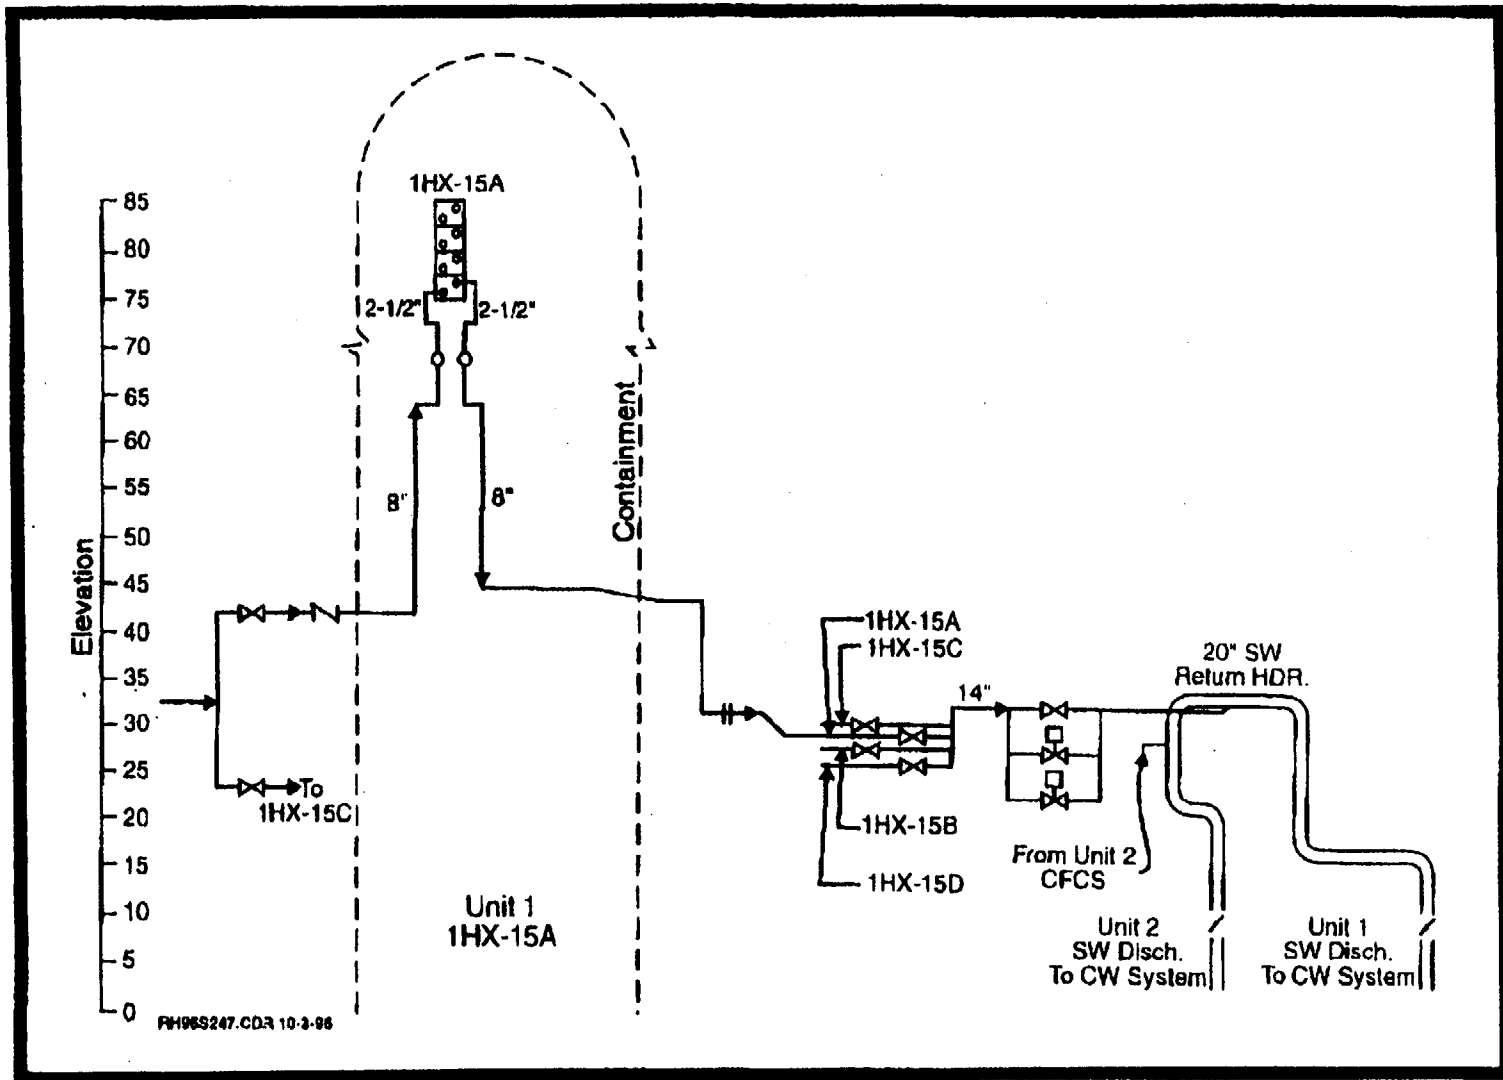 1HX-15A
85
80
75
70
65
60
55
50
45
40
35
30
25
20
15
10
5
0
Elevation
2-1/2"
2-1/2"
8"
8"
Containment
To
1HX-15C
Unit 1
1HX-15A
1HX-15A
1HX-15C
14"
1HX-15B
1HX-15D
20" SW
Return HDR.
From Unit 2
CFCS
Unit 2
SW Disch.
To CW System
Unit 1
SW Disch.
To CW System
RH96S247.CDR 10-3-96